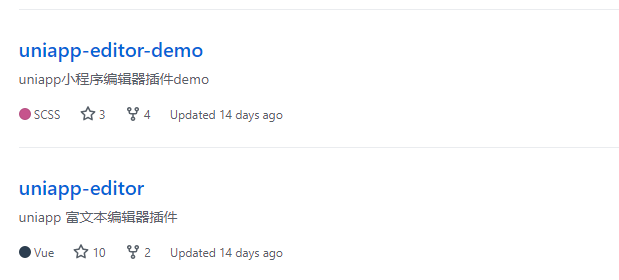 uniapp-editor-demo
uniapp小程序编辑器插件demo
SCSS 3 4 Updated 14 days ago
uniapp-editor
uniapp 富文本编辑器插件
Vue 10 2 Updated 14 days ago